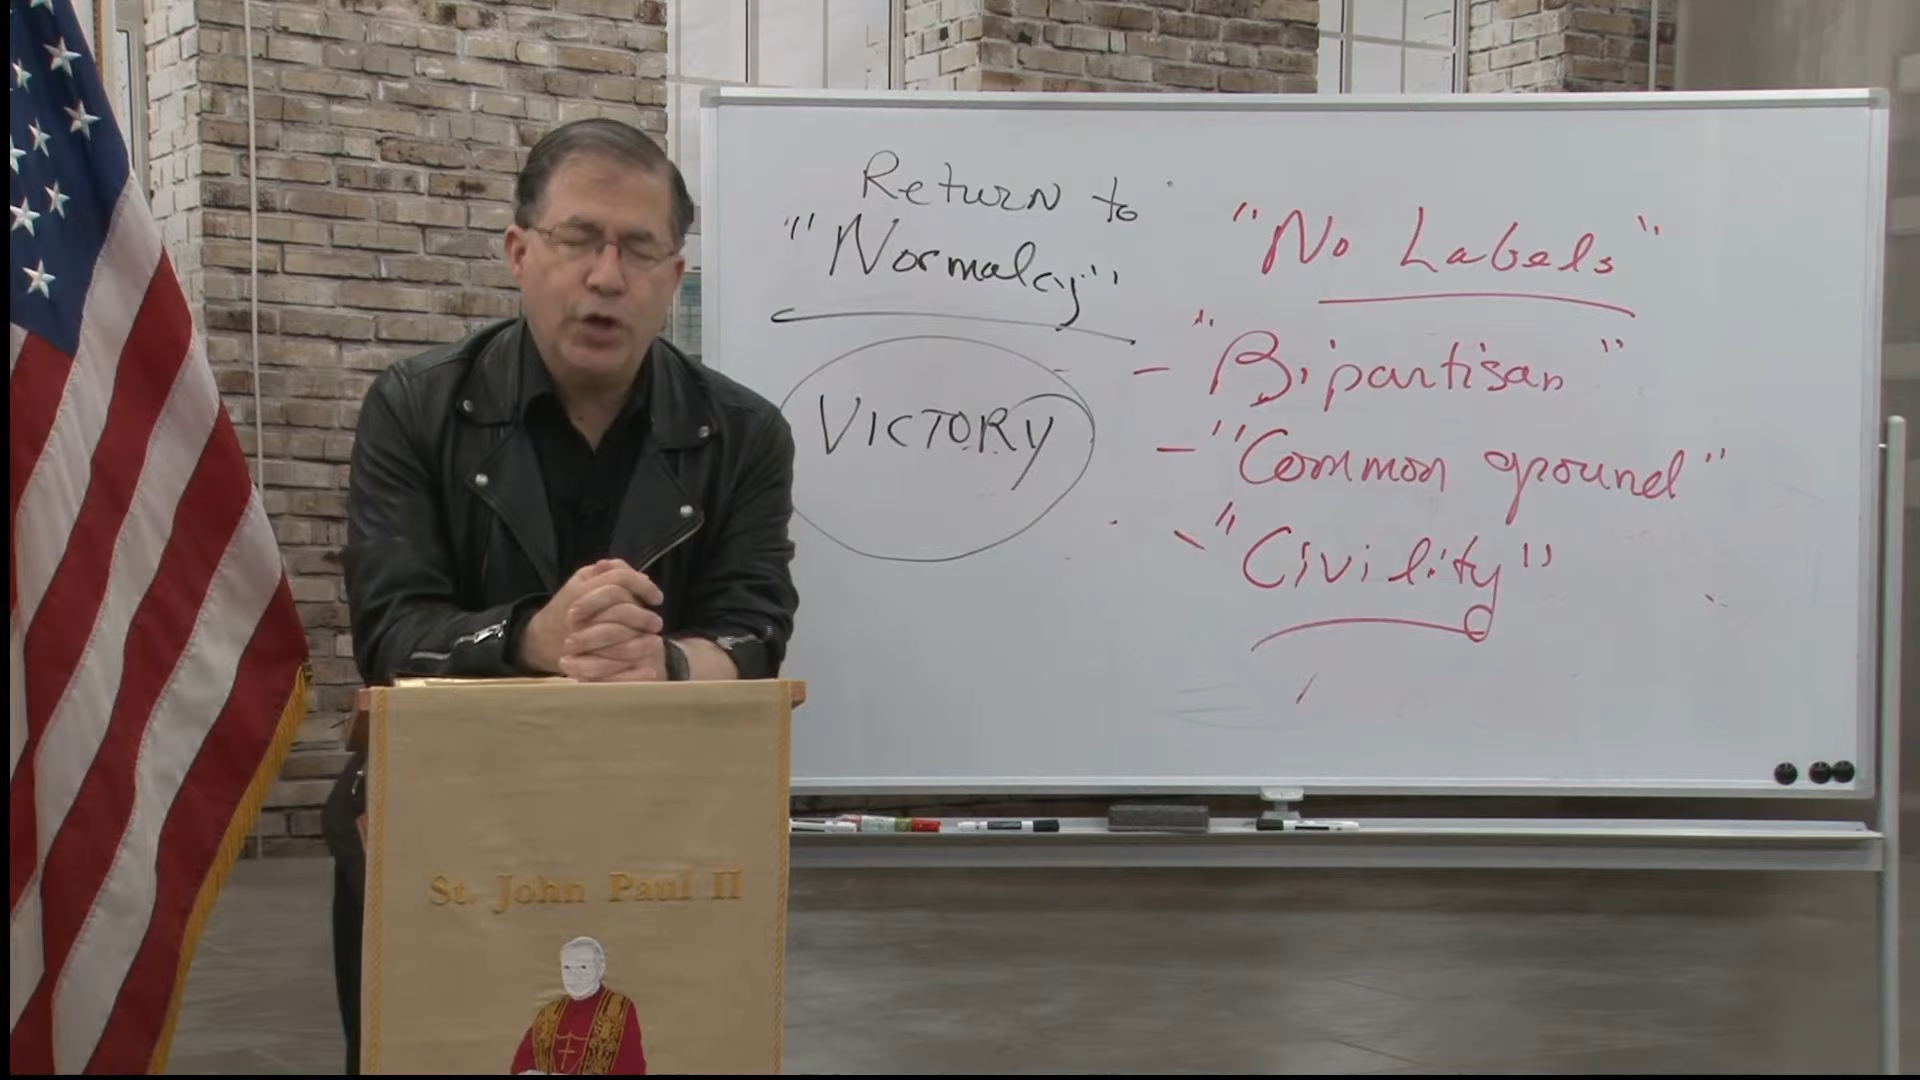 Return to
"Normalcy"
VICTORY
"No Labels"
- "Bipartisan"
- "Common ground"
- "Civility"
St. John Paul II